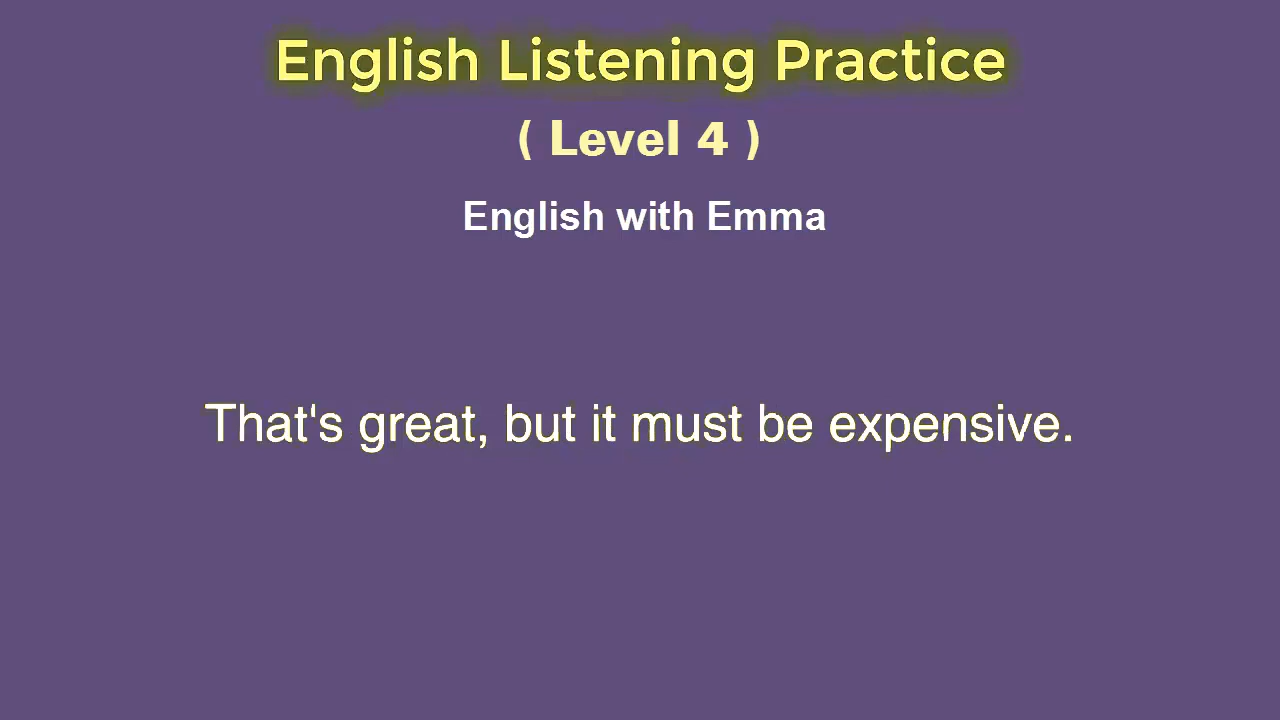 English Listening Practice
( Level 4 )
English with Emma
That's great, but it must be expensive.